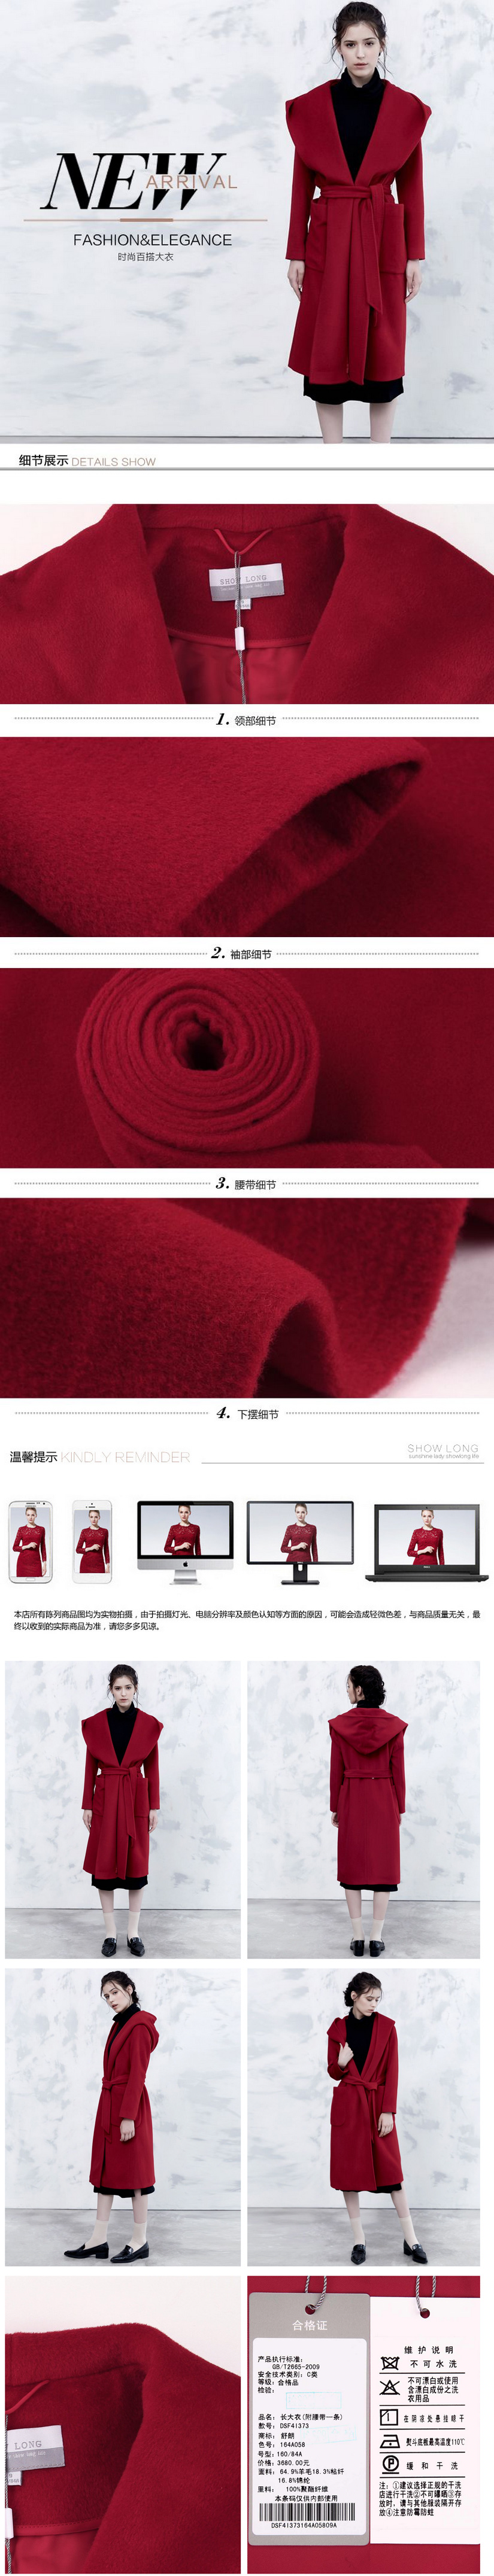 NEW
ARRIVAL
FASHION&ELEGANCE
时尚百搭大衣
细节展示 DETAILS SHOW
SHOW LONG
1. 领部细节
2. 袖部细节
3. 腰带细节
4. 下摆细节
温馨提示 KINDLY REMINDER
SHOW LONG
sunshine lady.showlong life
本店所有陈列商品图均为实物拍摄，由于拍摄灯光、电脑分辨率及颜色认知等方面的原因，可能会造成轻微色差，与商品质量无关，最
终以收到的实际商品为准，请您多多见谅。
LONG
合格证
产品执行标准：
GB/T2665-2009
安全技术类别：C类
等级：合格品
检验：
品名：长大衣(附腰带一条)
款号：DSF41373
商标：舒朗
色号：164A058
号型：160/84A
价格：3680.00元
面料：64.9%羊毛18.3%粘纤
16.8%锦纶
里料：100%聚酯纤维
本条码仅供内部使用
DSF41373164A05809A
维护说明
不可水洗
不可漂白或使用
含漂白成份之洗
衣用品
在阴凉处悬挂晾干
熨斗底板最高温度110℃
缓和干洗
注：①建议选择正规的干洗
店进行干洗②不可曝晒③存
放时，请与其他服装隔开存
放④注意防霉防蛀